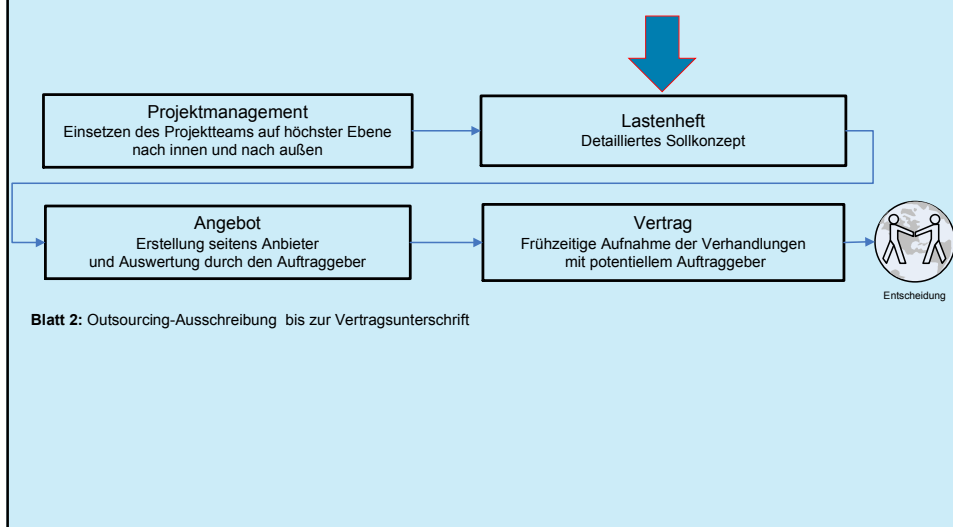 Projektmanagement
Einsetzen des Projektteams auf höchster Ebene
nach innen und nach außen
Lastenheft
Detailliertes Sollkonzept
Angebot
Erstellung seitens Anbieter
und Auswertung durch den Auftraggeber
Vertrag
Frühzeitige Aufnahme der Verhandlungen
mit potentiellem Auftraggeber
Entscheidung
Blatt 2: Outsourcing-Ausschreibung bis zur Vertragsunterschrift